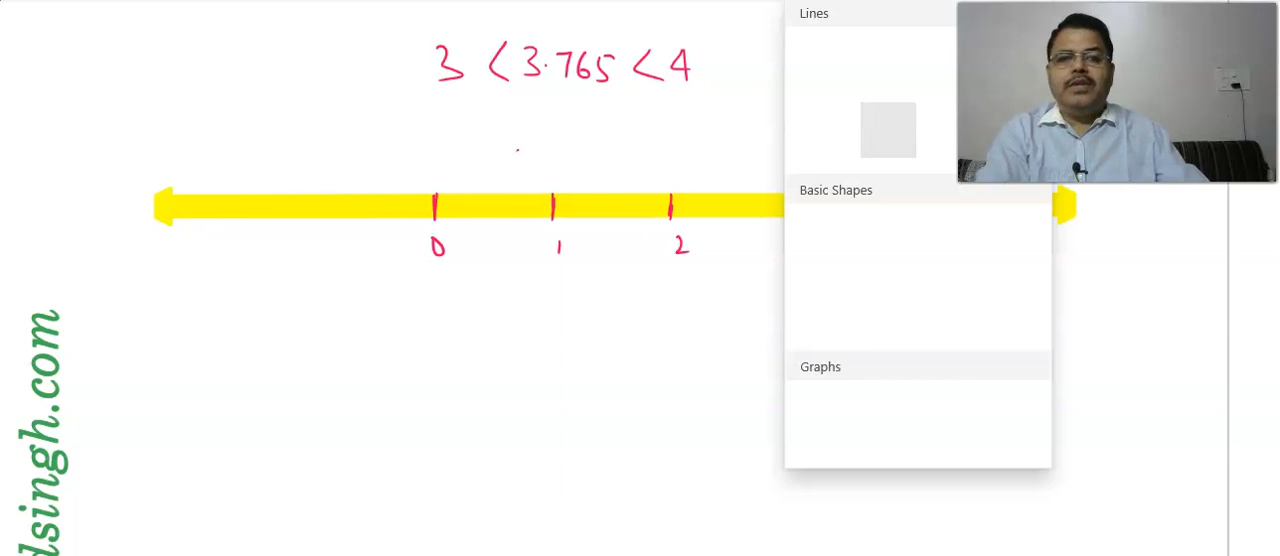 Lines
3 < 3.765 < 4
Basic Shapes
0 1 2
Graphs
dsingh.com